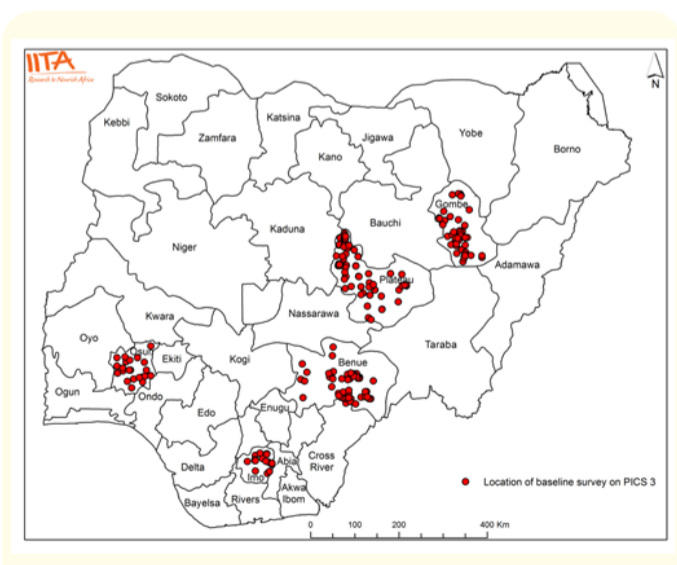 IITA
Research to Nourish Africa
N
Sokoto
Kebbi
Katsina
Zamfara
Jigawa
Yobe
Borno
Kano
Gombe
Bauchi
Kaduna
Niger
Adamawa
Plateau
Nassarawa
Kwara
Oyo
Osun
Ekiti
Kogi
Taraba
Benue
Ogun
Ondo
Edo
Enugu
Delta
Imo
Abia
Cross
River
Akwa
Ibom
Bayelsa
Rivers
Location of baseline survey on PICS 3
0 100 200 400 Km